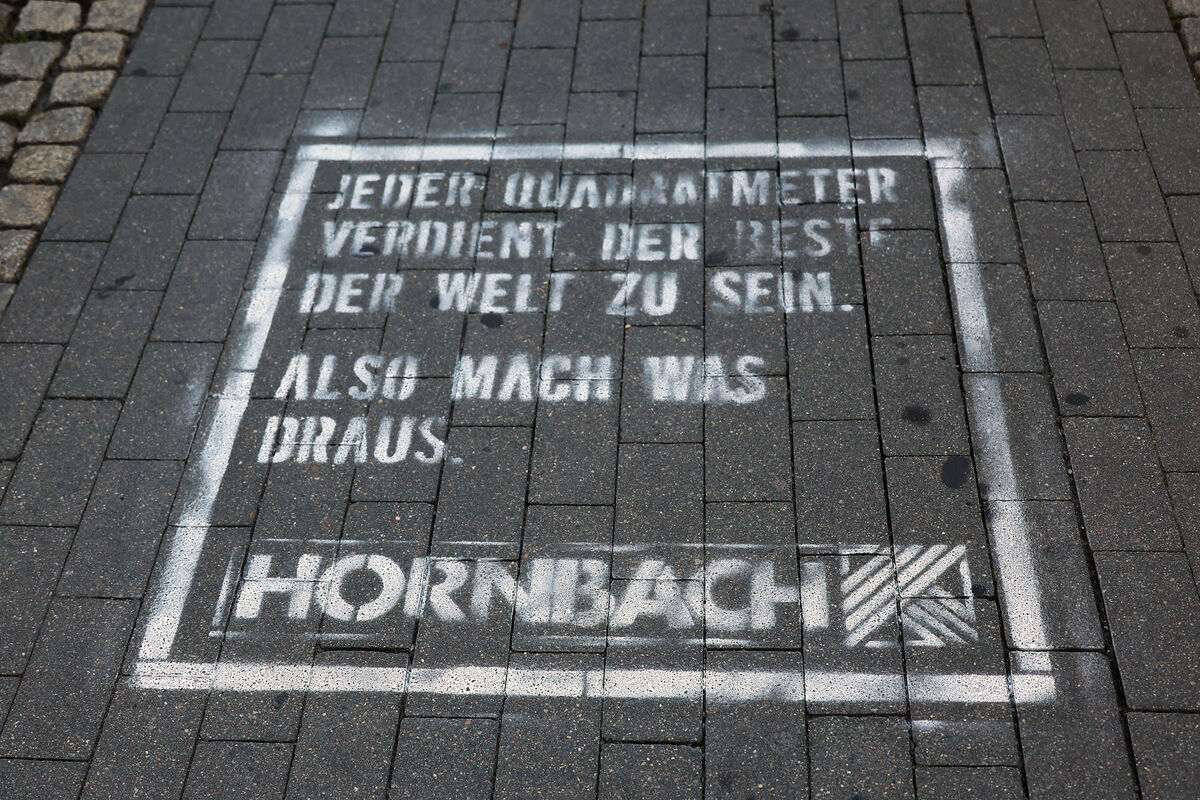 JEDER QUADRATMETER
VERDIENT DER BESTE
DER WELT ZU SEIN.
ALSO MACH WAS
DRAUS.
HORNBACH